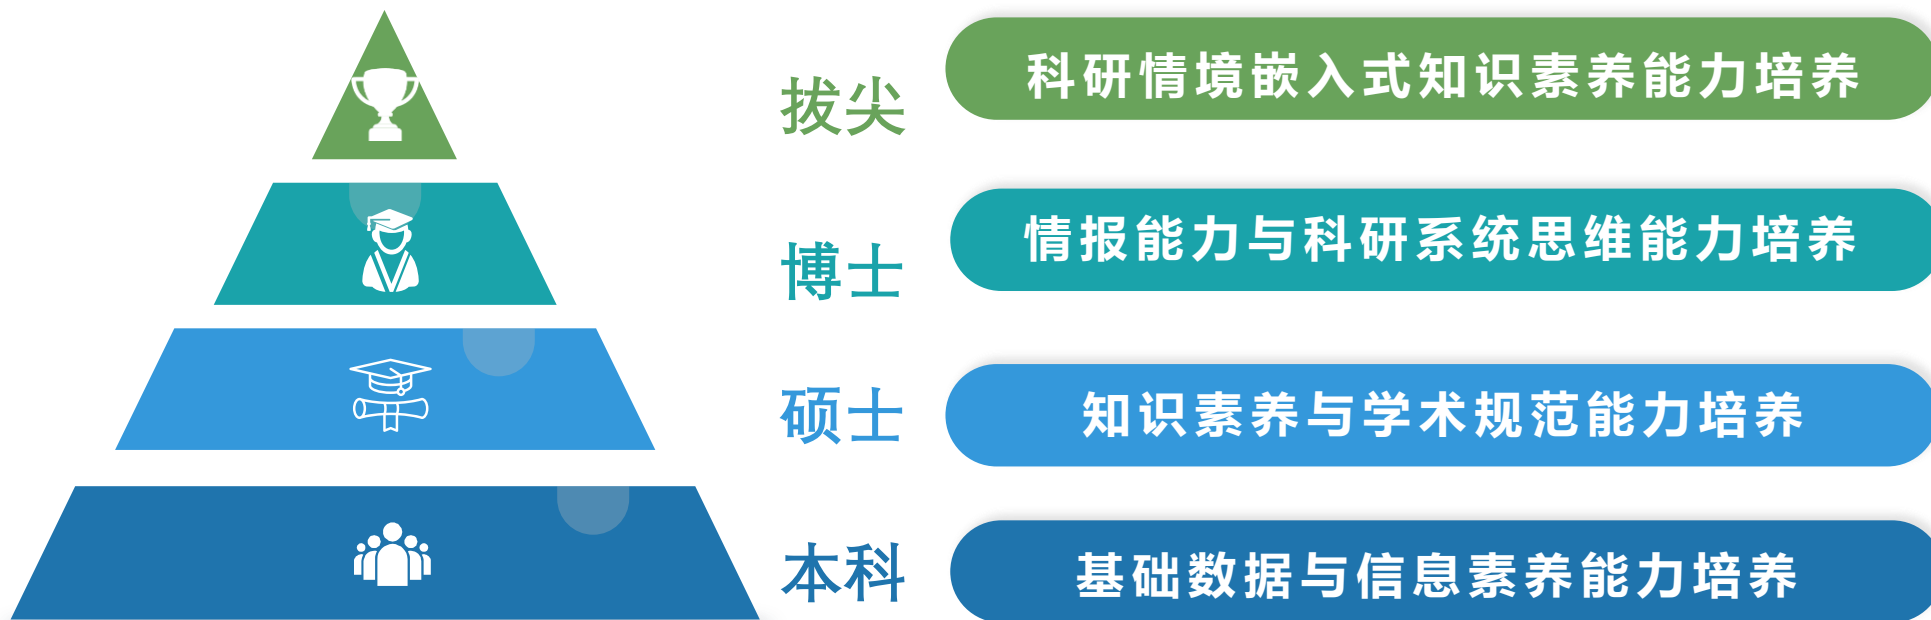 拔尖
科研情境嵌入式知识素养能力培养
博士
情报能力与科研系统思维能力培养
硕士
知识素养与学术规范能力培养
本科
基础数据与信息素养能力培养